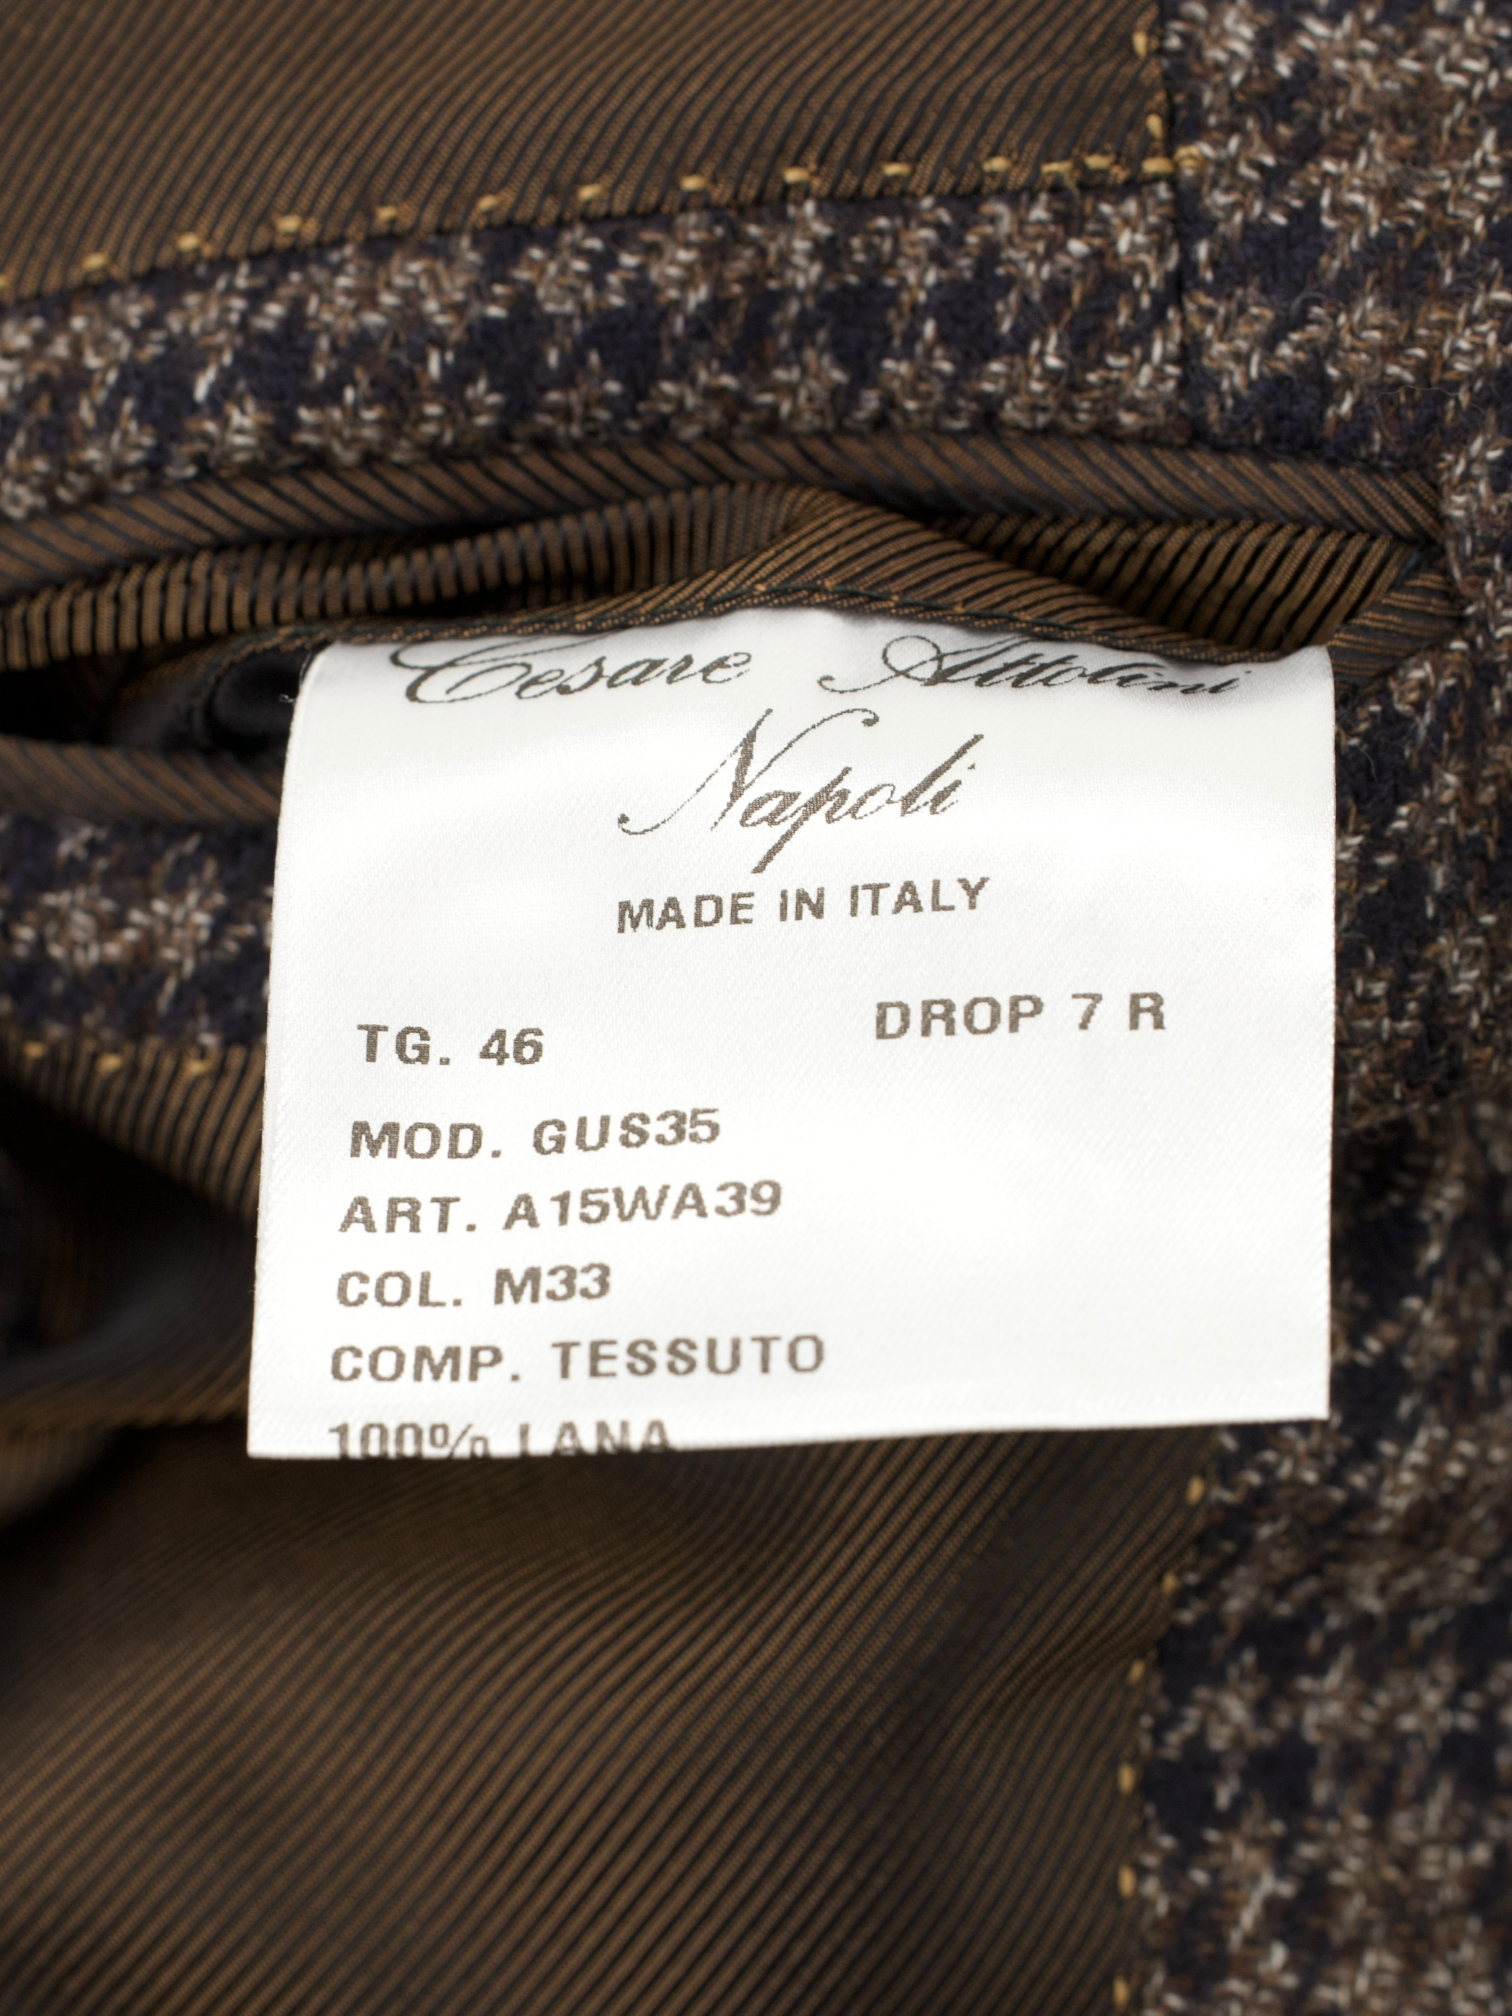 Cesare Attolini
Napoli
MADE IN ITALY
TG. 46 DROP 7 R
MOD. GUS35
ART. A15WA39
COL. M33
COMP. TESSUTO
100% LANA